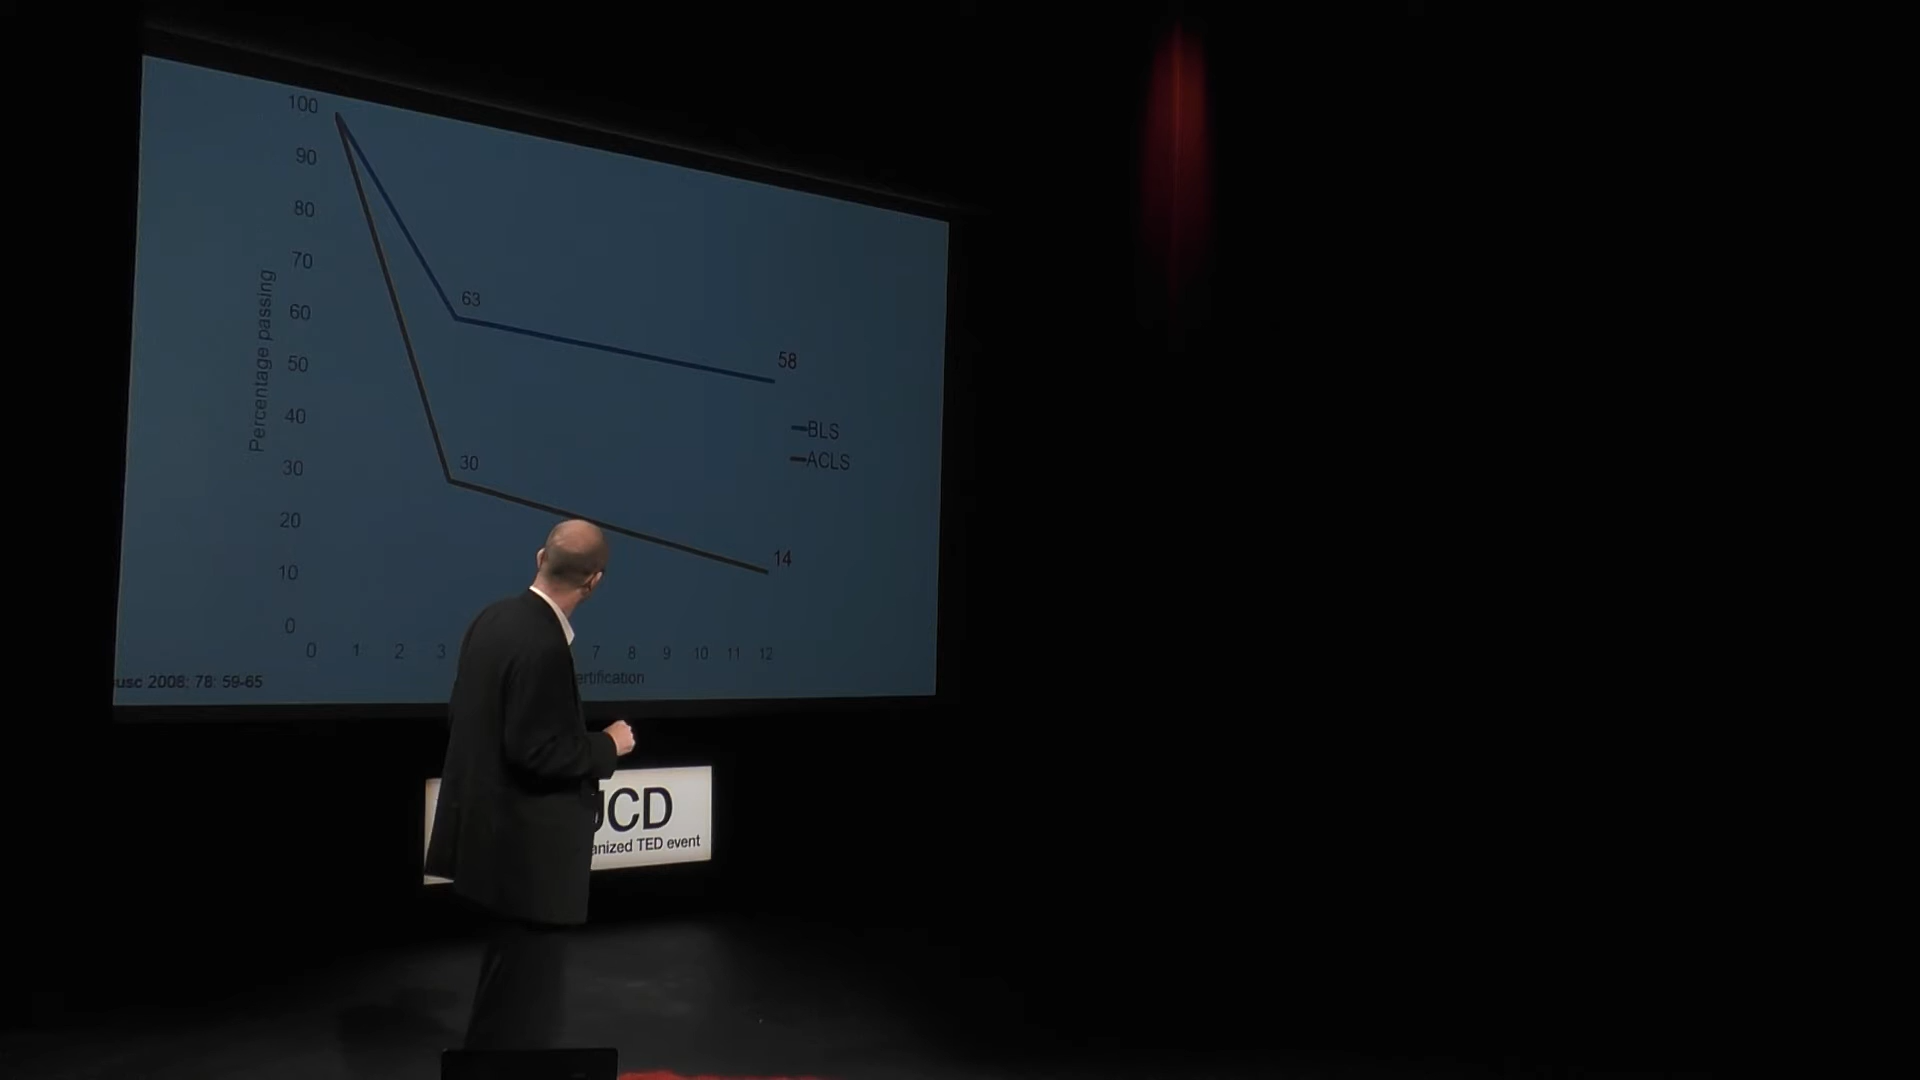 100
90
80
70
60
50
40
30
20
10
0
Percentage passing
63
58
30
14
BLS
ACLS
0 1 2 3 7 8 9 10 11 12
ertification
usc 2008; 78: 59-65
JCD
anized TED event